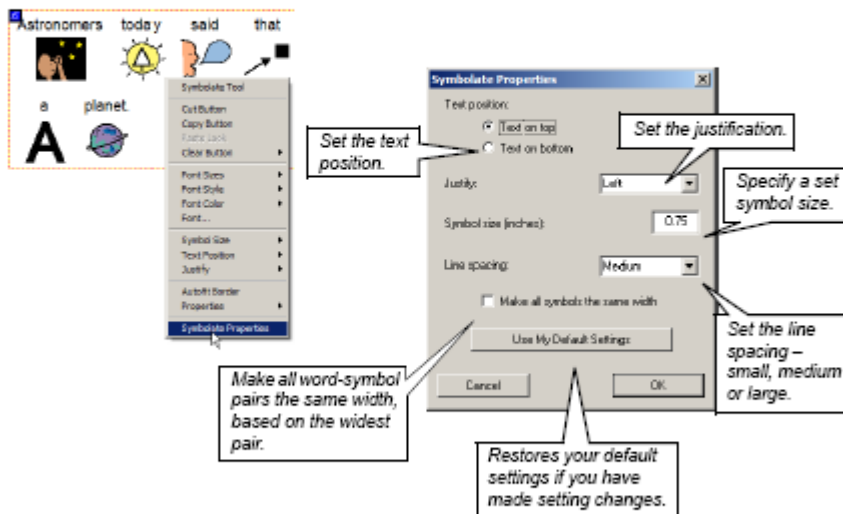 Astronomers today said that
a planet.
A
Symbolate Tool
Cut Button
Copy Button
Paste Look
Clear Button
Font Sizes
Font Style
Font Color
Font...
Symbol Size
Text Position
Justify
Autofit Border
Properties
Symbolate Properties
Symbolate Properties
Text position:
Text on top
Text on bottom
Justify:
Left
Symbol size (inches):
0.75
Line spacing:
Medium
Make all symbols the same width
Use My Default Settings
Cancel
OK
Set the text
position.
Set the justification.
Specify a set
symbol size.
Set the line
spacing –
small, medium
or large.
Make all word-symbol
pairs the same width,
based on the widest
pair.
Restores your default
settings if you have
made setting changes.